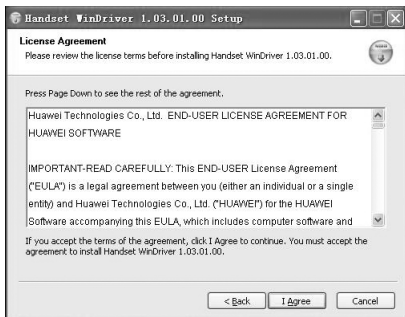 Handset WinDriver 1.03.01.00 Setup
License Agreement
Please review the license terms before installing Handset WinDriver 1.03.01.00.
Press Page Down to see the rest of the agreement.
Huawei Technologies Co., Ltd. END-USER LICENSE AGREEMENT FOR
HUAWEI SOFTWARE
IMPORTANT-READ CAREFULLY: This END-USER License Agreement
("EULA") is a legal agreement between you (either an individual or a single
entity) and Huawei Technologies Co., Ltd. ("HUAWEI") for the HUAWEI
Software accompanying this EULA, which includes computer software and
If you accept the terms of the agreement, click I Agree to continue. You must accept the
agreement to install Handset WinDriver 1.03.01.00.
< Back I Agree Cancel